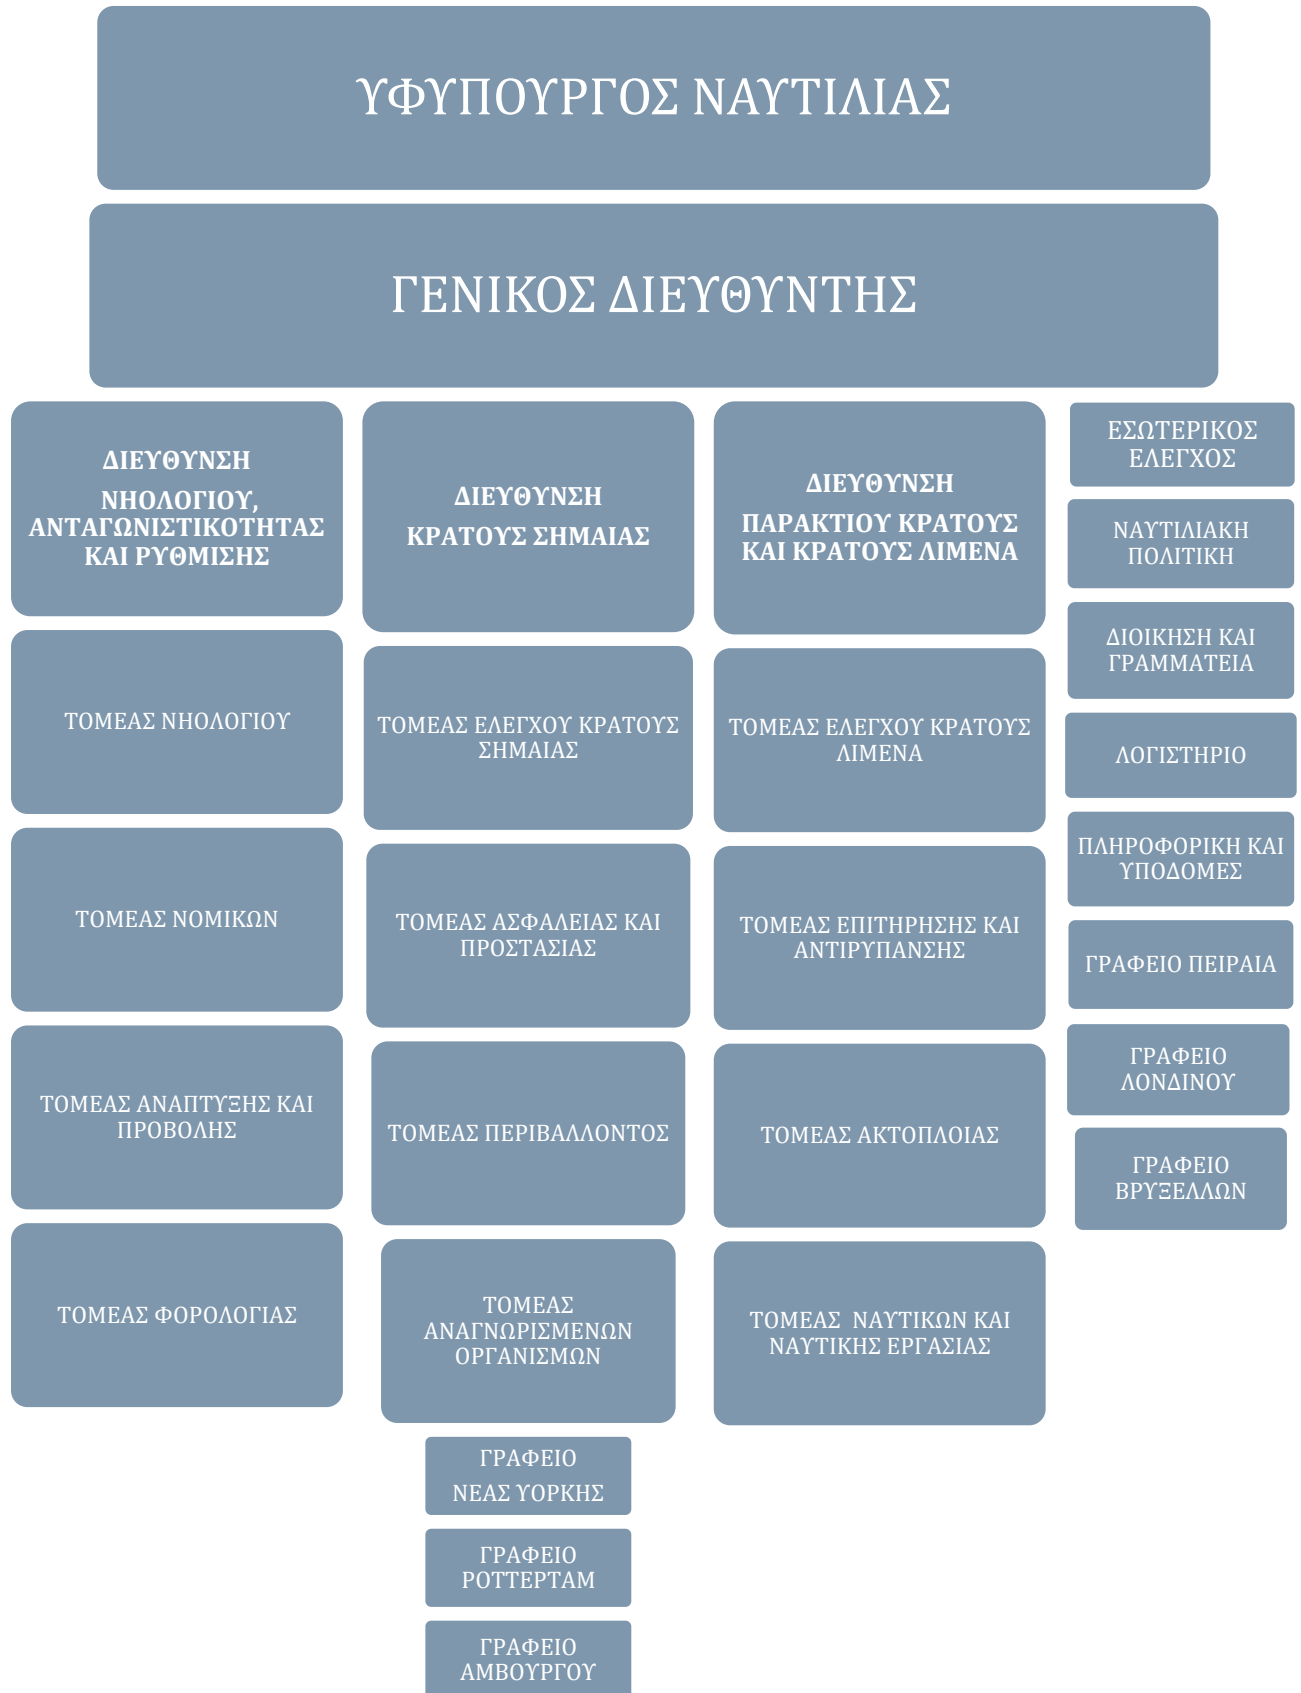 ΥΦΥΠΟΥΡΓΟΣ ΝΑΥΤΙΛΙΑΣ
ΓΕΝΙΚΟΣ ΔΙΕΥΘΥΝΤΗΣ
ΔΙΕΥΘΥΝΣΗ
ΝΗΟΛΟΓΙΟΥ,
ΑΝΤΑΓΩΝΙΣΤΙΚΟΤΗΤΑΣ
ΚΑΙ ΡΥΘΜΙΣΗΣ
ΤΟΜΕΑΣ ΝΗΟΛΟΓΙΟΥ
ΤΟΜΕΑΣ ΝΟΜΙΚΩΝ
ΤΟΜΕΑΣ ΑΝΑΠΤΥΞΗΣ ΚΑΙ
ΠΡΟΒΟΛΗΣ
ΤΟΜΕΑΣ ΦΟΡΟΛΟΓΙΑΣ
ΔΙΕΥΘΥΝΣΗ
ΚΡΑΤΟΥΣ ΣΗΜΑΙΑΣ
ΤΟΜΕΑΣ ΕΛΕΓΧΟΥ ΚΡΑΤΟΥΣ
ΣΗΜΑΙΑΣ
ΤΟΜΕΑΣ ΑΣΦΑΛΕΙΑΣ ΚΑΙ
ΠΡΟΣΤΑΣΙΑΣ
ΤΟΜΕΑΣ ΠΕΡΙΒΑΛΛΟΝΤΟΣ
ΤΟΜΕΑΣ
ΑΝΑΓΝΩΡΙΣΜΕΝΩΝ
ΟΡΓΑΝΙΣΜΩΝ
ΓΡΑΦΕΙΟ
ΝΕΑΣ ΥΟΡΚΗΣ
ΓΡΑΦΕΙΟ
ΡΟΤΤΕΡΤΑΜ
ΓΡΑΦΕΙΟ
ΑΜΒΟΥΡΓΟΥ
ΔΙΕΥΘΥΝΣΗ
ΠΑΡΑΚΤΙΟΥ ΚΡΑΤΟΥΣ
ΚΑΙ ΚΡΑΤΟΥΣ ΛΙΜΕΝΑ
ΤΟΜΕΑΣ ΕΛΕΓΧΟΥ ΚΡΑΤΟΥΣ
ΛΙΜΕΝΑ
ΤΟΜΕΑΣ ΕΠΙΤΗΡΗΣΗΣ ΚΑΙ
ΑΝΤΙΡΥΠΑΝΣΗΣ
ΤΟΜΕΑΣ ΑΚΤΟΠΛΟΙΑΣ
ΤΟΜΕΑΣ ΝΑΥΤΙΚΩΝ ΚΑΙ
ΝΑΥΤΙΚΗΣ ΕΡΓΑΣΙΑΣ
ΕΣΩΤΕΡΙΚΟΣ
ΕΛΕΓΧΟΣ
ΝΑΥΤΙΛΙΑΚΗ
ΠΟΛΙΤΙΚΗ
ΔΙΟΙΚΗΣΗ ΚΑΙ
ΓΡΑΜΜΑΤΕΙΑ
ΛΟΓΙΣΤΗΡΙΟ
ΠΛΗΡΟΦΟΡΙΚΗ ΚΑΙ
ΥΠΟΔΟΜΕΣ
ΓΡΑΦΕΙΟ ΠΕΙΡΑΙΑ
ΓΡΑΦΕΙΟ
ΛΟΝΔΙΝΟΥ
ΓΡΑΦΕΙΟ
ΒΡΥΞΕΛΛΩΝ